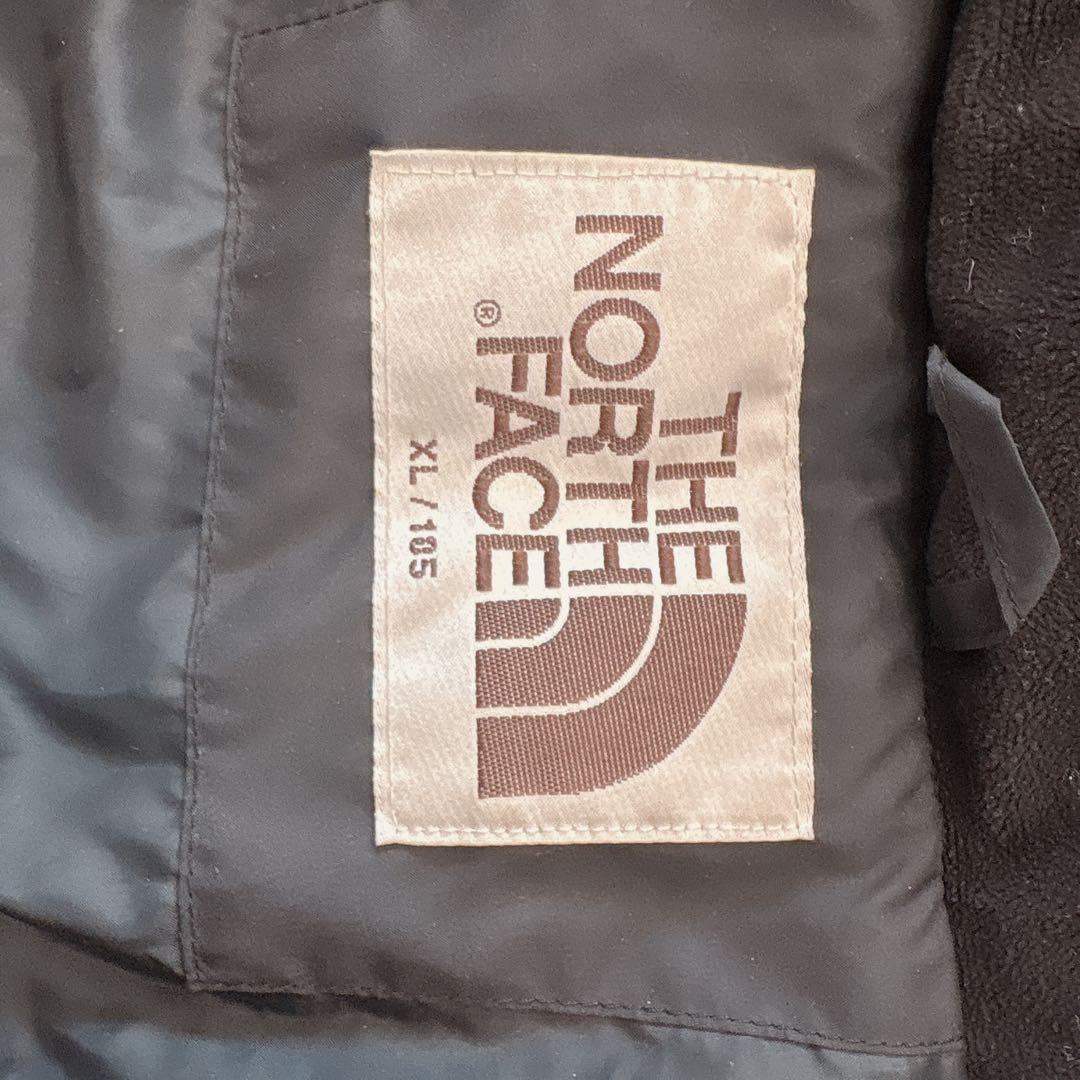 THE
NORTH
FACE®
XL/105